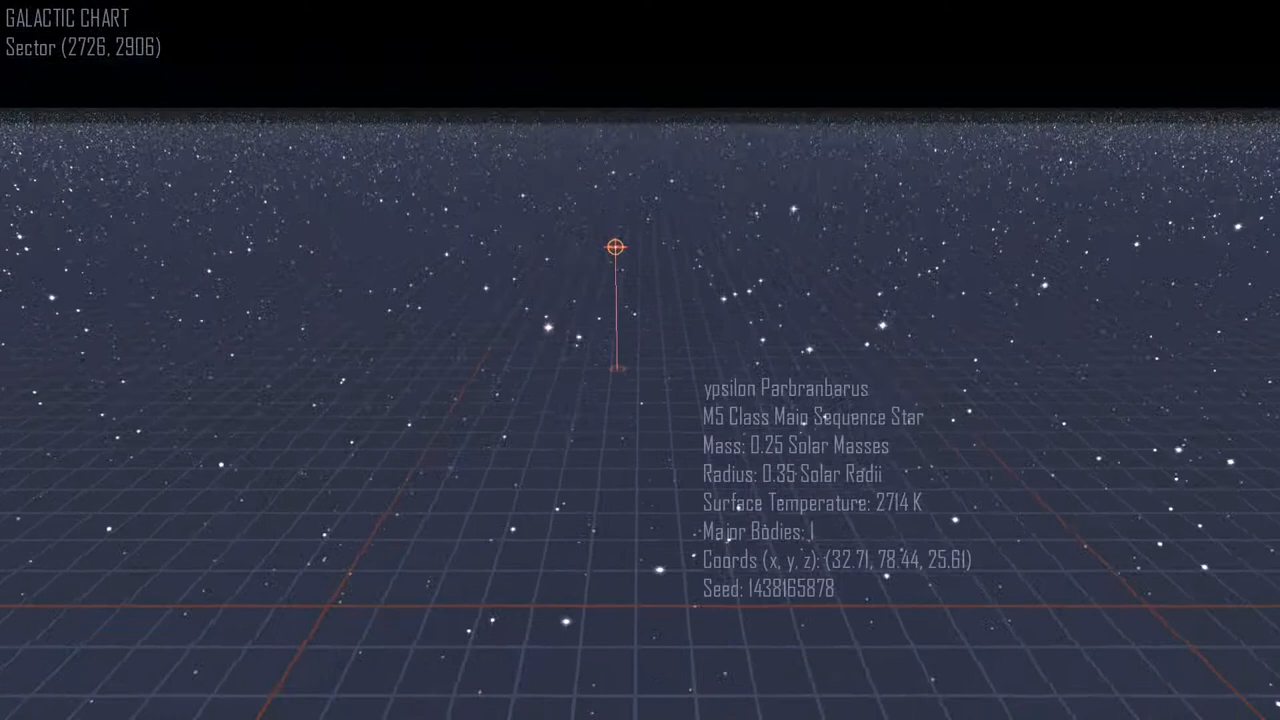 GALACTIC CHART
Sector (2726, 2906)
ypsilon Parbranbarus
M5 Class Main Sequence Star
Mass: 0.25 Solar Masses
Radius: 0.35 Solar Radii
Surface Temperature: 2714 K
Major Bodies: 1
Coords (x, y, z): (32.71, 78.44, 25.61)
Seed: 1438165878